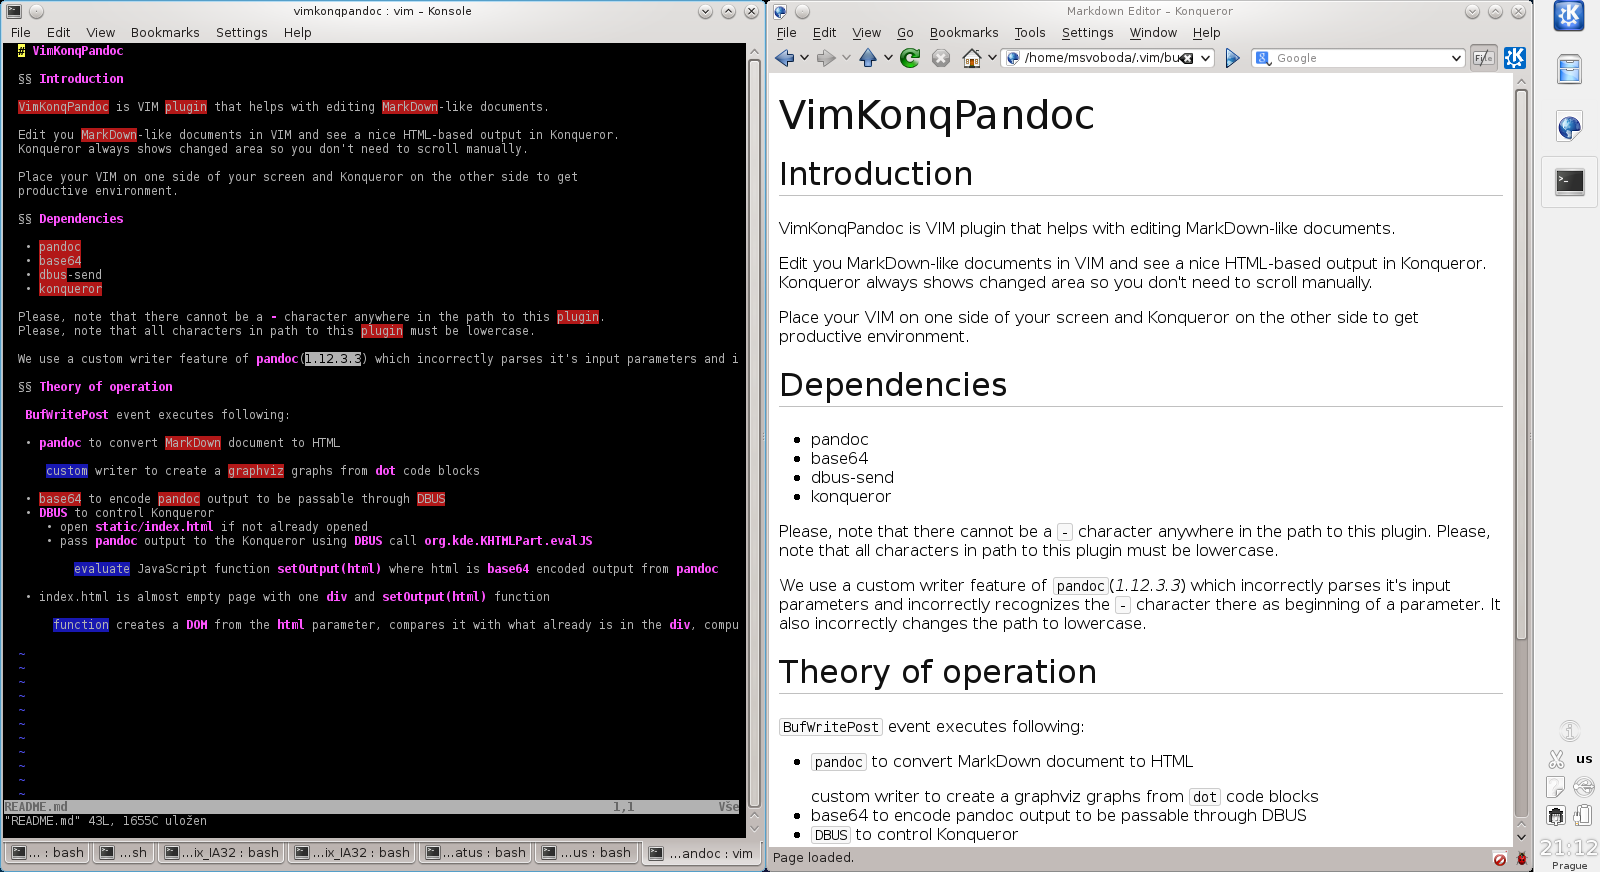 vimkonqpandoc : vim – Konsole
File Edit View Bookmarks Settings Help
# VimKonqPandoc
§§ Introduction
VimKonqPandoc is VIM plugin that helps with editing MarkDown-like documents.
Edit you MarkDown-like documents in VIM and see a nice HTML-based output in Konqueror.
Konqueror always shows changed area so you don't need to scroll manually.
Place your VIM on one side of your screen and Konqueror on the other side to get
productive environment.
§§ Dependencies
• pandoc
• base64
• dbus-send
• konqueror
Please, note that there cannot be a - character anywhere in the path to this plugin.
Please, note that all characters in path to this plugin must be lowercase.
We use a custom writer feature of pandoc(1.12.3.3) which incorrectly parses it's input parameters and i
§§ Theory of operation
BufWritePost event executes following:
• pandoc to convert MarkDown document to HTML
custom writer to create a graphviz graphs from dot code blocks
• base64 to encode pandoc output to be passable through DBUS
• DBUS to control Konqueror
• open static/index.html if not already opened
• pass pandoc output to the Konqueror using DBUS call org.kde.KHTMLPart.evalJS
evaluate JavaScript function setOutput(html) where html is base64 encoded output from pandoc
• index.html is almost empty page with one div and setOutput(html) function
function creates a DOM from the html parameter, compares it with what already is in the div, compu
~
~
~
~
~
~
~
~
~
~
~
README.md 1,1 Vše
"README.md" 43L, 1655C uložen
... : bash ...sh ...ix_IA32 : bash ...ix_IA32 : bash ...atus : bash ...us : bash ...andoc : vim
Markdown Editor – Konqueror
File Edit View Go Bookmarks Tools Settings Window Help
/home/msvoboda/.vim/bu Google
VimKonqPandoc
Introduction
VimKonqPandoc is VIM plugin that helps with editing MarkDown-like documents.
Edit you MarkDown-like documents in VIM and see a nice HTML-based output in Konqueror.
Konqueror always shows changed area so you don't need to scroll manually.
Place your VIM on one side of your screen and Konqueror on the other side to get
productive environment.
Dependencies
• pandoc
• base64
• dbus-send
• konqueror
Please, note that there cannot be a - character anywhere in the path to this plugin. Please,
note that all characters in path to this plugin must be lowercase.
We use a custom writer feature of pandoc(1.12.3.3) which incorrectly parses it's input
parameters and incorrectly recognizes the - character there as beginning of a parameter. It
also incorrectly changes the path to lowercase.
Theory of operation
BufWritePost event executes following:
• pandoc to convert MarkDown document to HTML
custom writer to create a graphviz graphs from dot code blocks
• base64 to encode pandoc output to be passable through DBUS
• DBUS to control Konqueror
Page loaded.
us
21:12
Prague